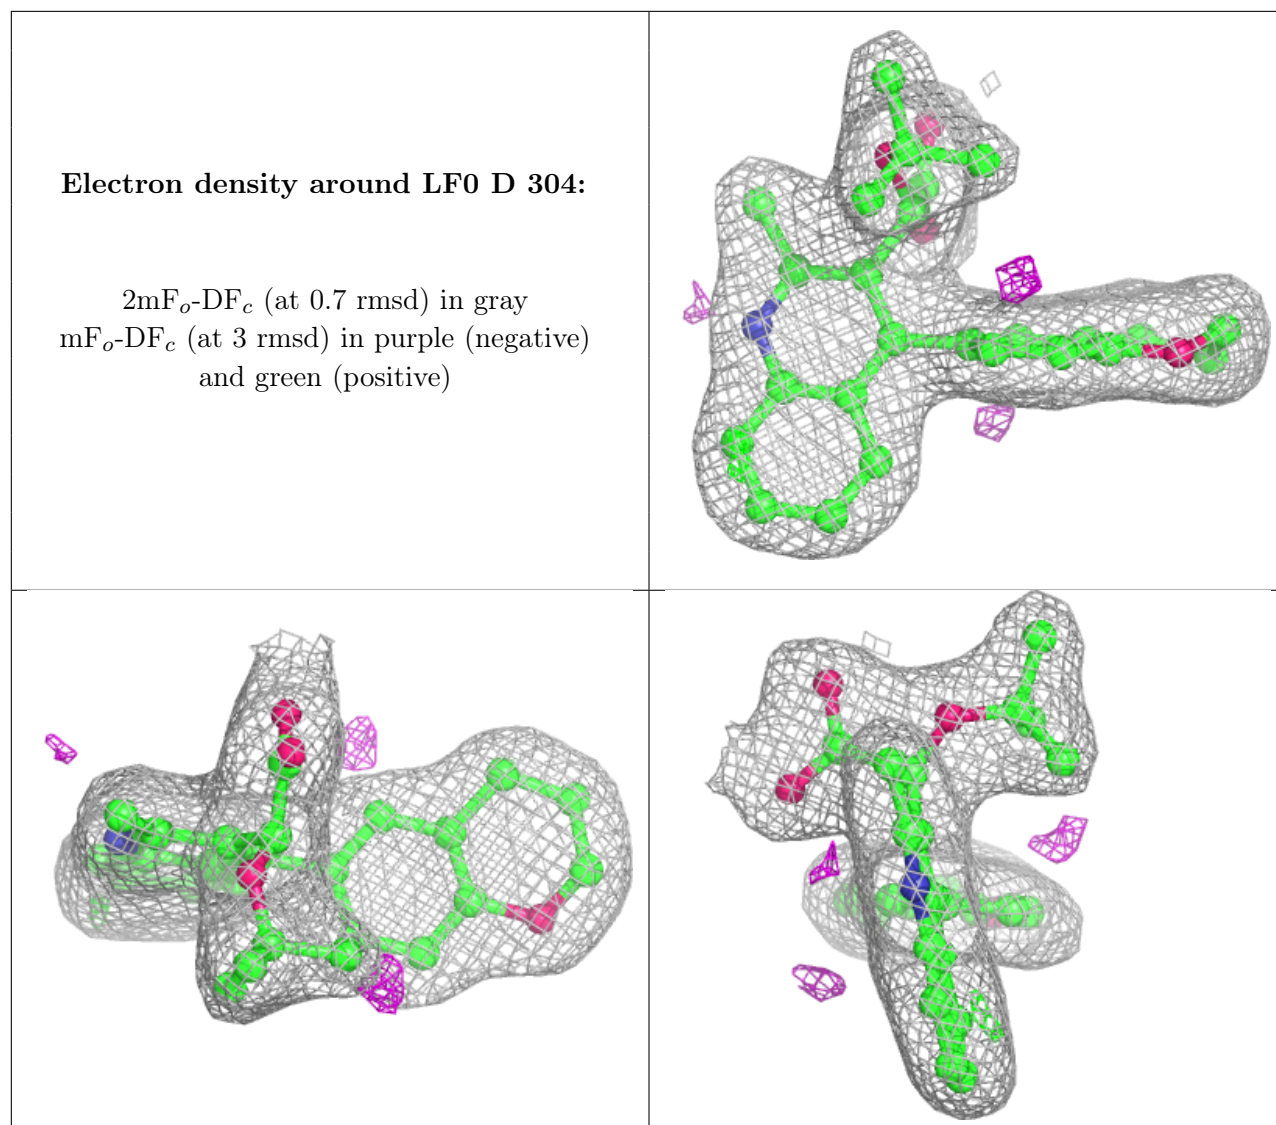 Electron density around LF0 D 304:
2mFo-DFc (at 0.7 rmsd) in gray
mFo-DFc (at 3 rmsd) in purple (negative)
and green (positive)